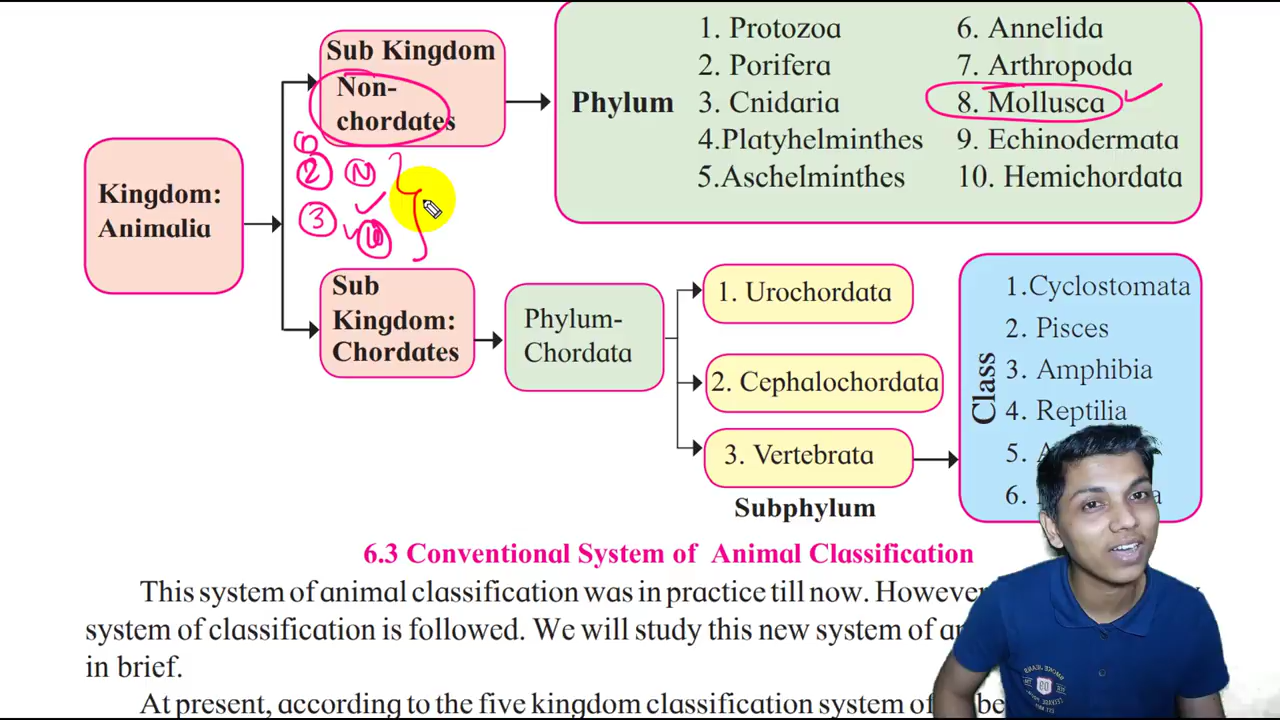 Sub Kingdom
Non-
chordates
Phylum
1. Protozoa
2. Porifera
3. Cnidaria
4.Platyhelminthes
5.Aschelminthes
6. Annelida
7. Arthropoda
8. Mollusca
9. Echinodermata
10. Hemichordata
Kingdom:
Animalia
2 N
3
Sub
Kingdom:
Chordates
Phylum-
Chordata
1. Urochordata
2. Cephalochordata
3. Vertebrata
Subphylum
Class
1.Cyclostomata
2. Pisces
3. Amphibia
4. Reptilia
5.
6.
6.3 Conventional System of Animal Classification
This system of animal classification was in practice till now. However
system of classification is followed. We will study this new system of
in brief.
At present, according to the five kingdom classification system of